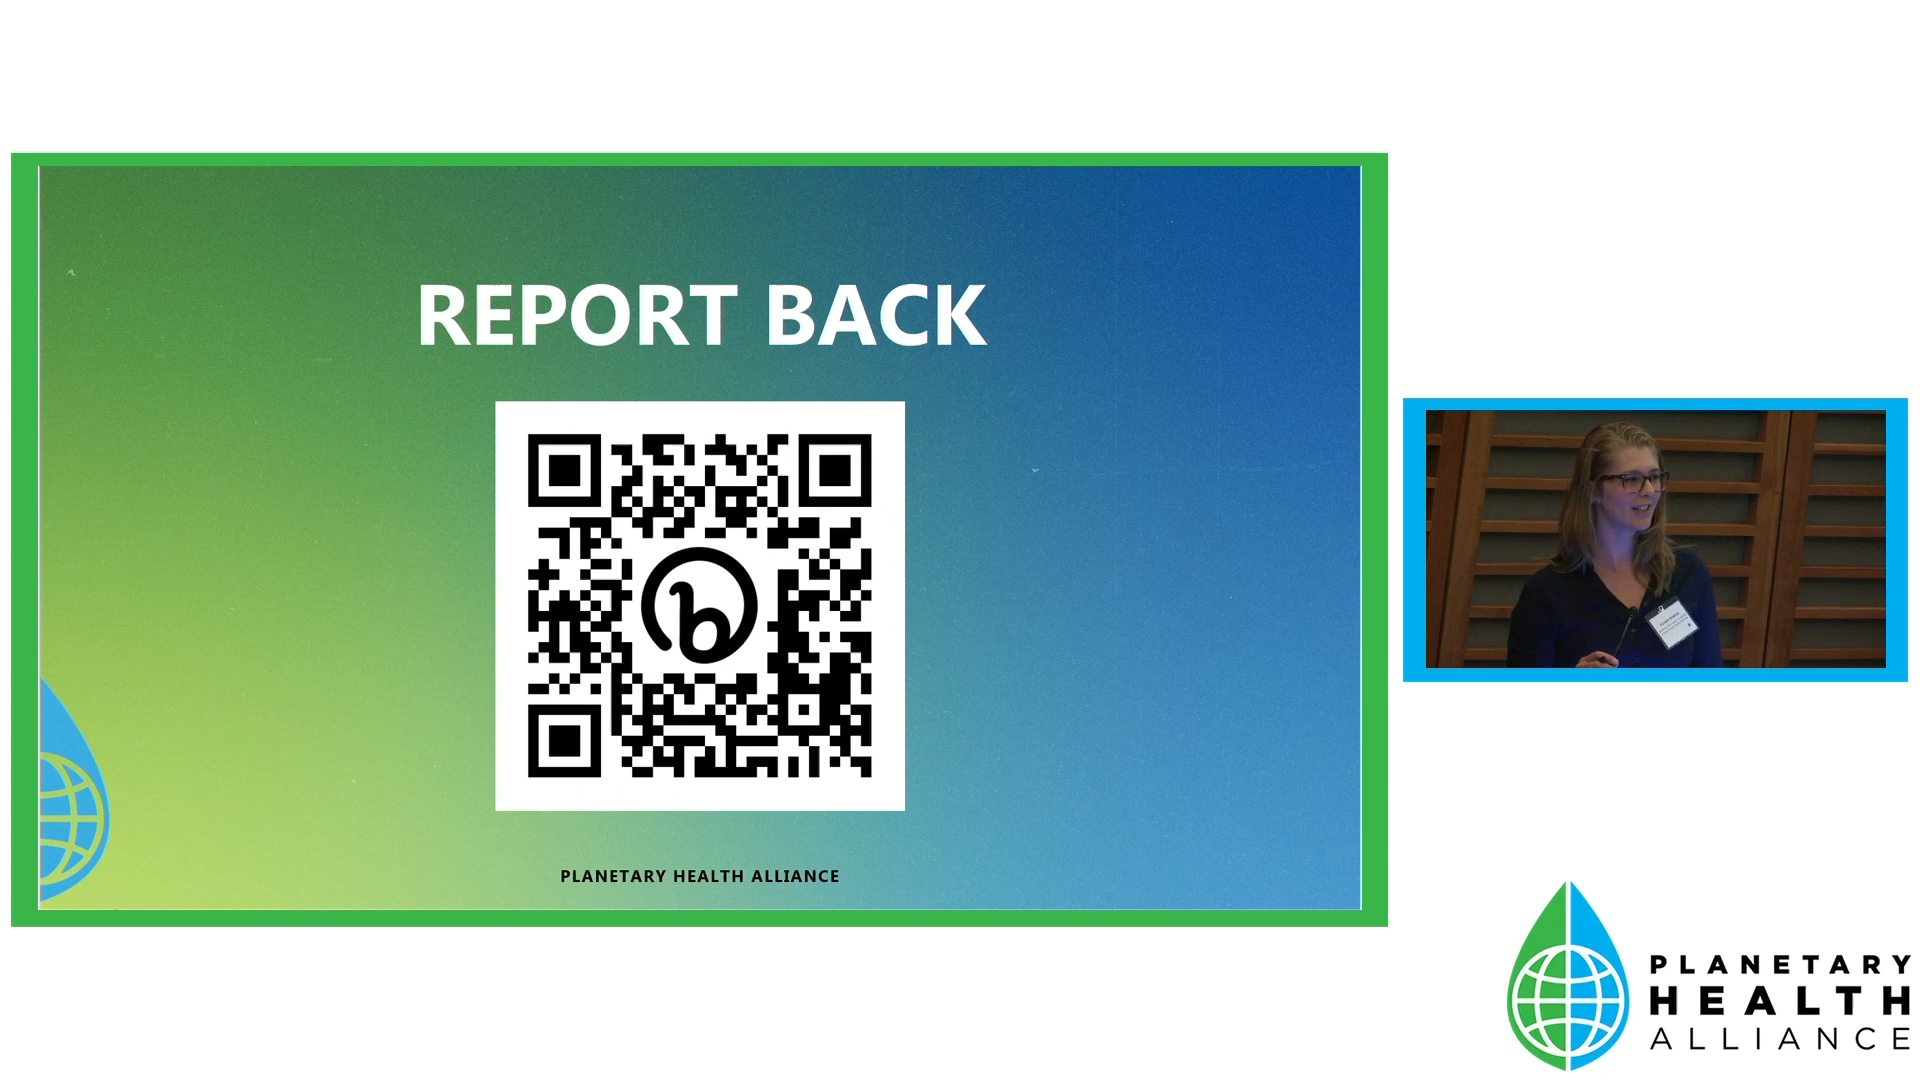 REPORT BACK
b
PLANETARY HEALTH ALLIANCE
PLANETARY
HEALTH
ALLIANCE